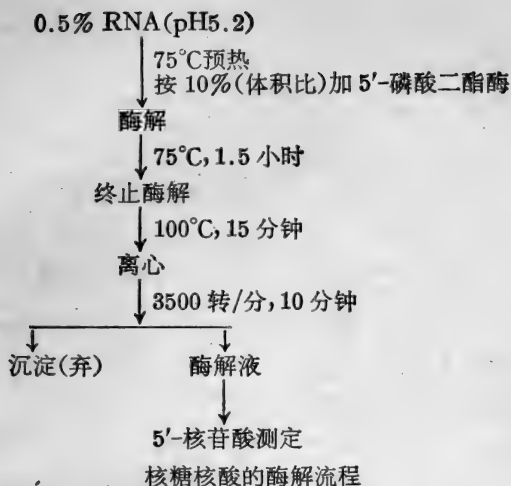 0.5% RNA(pH5.2)
75°C预热
按 10%(体积比)加 5′-磷酸二酯酶
酶解
75°C, 1.5 小时
终止酶解
100°C, 15 分钟
离心
3500 转/分, 10 分钟
沉淀(弃) 酶解液
5′-核苷酸测定
核糖核酸的酶解流程